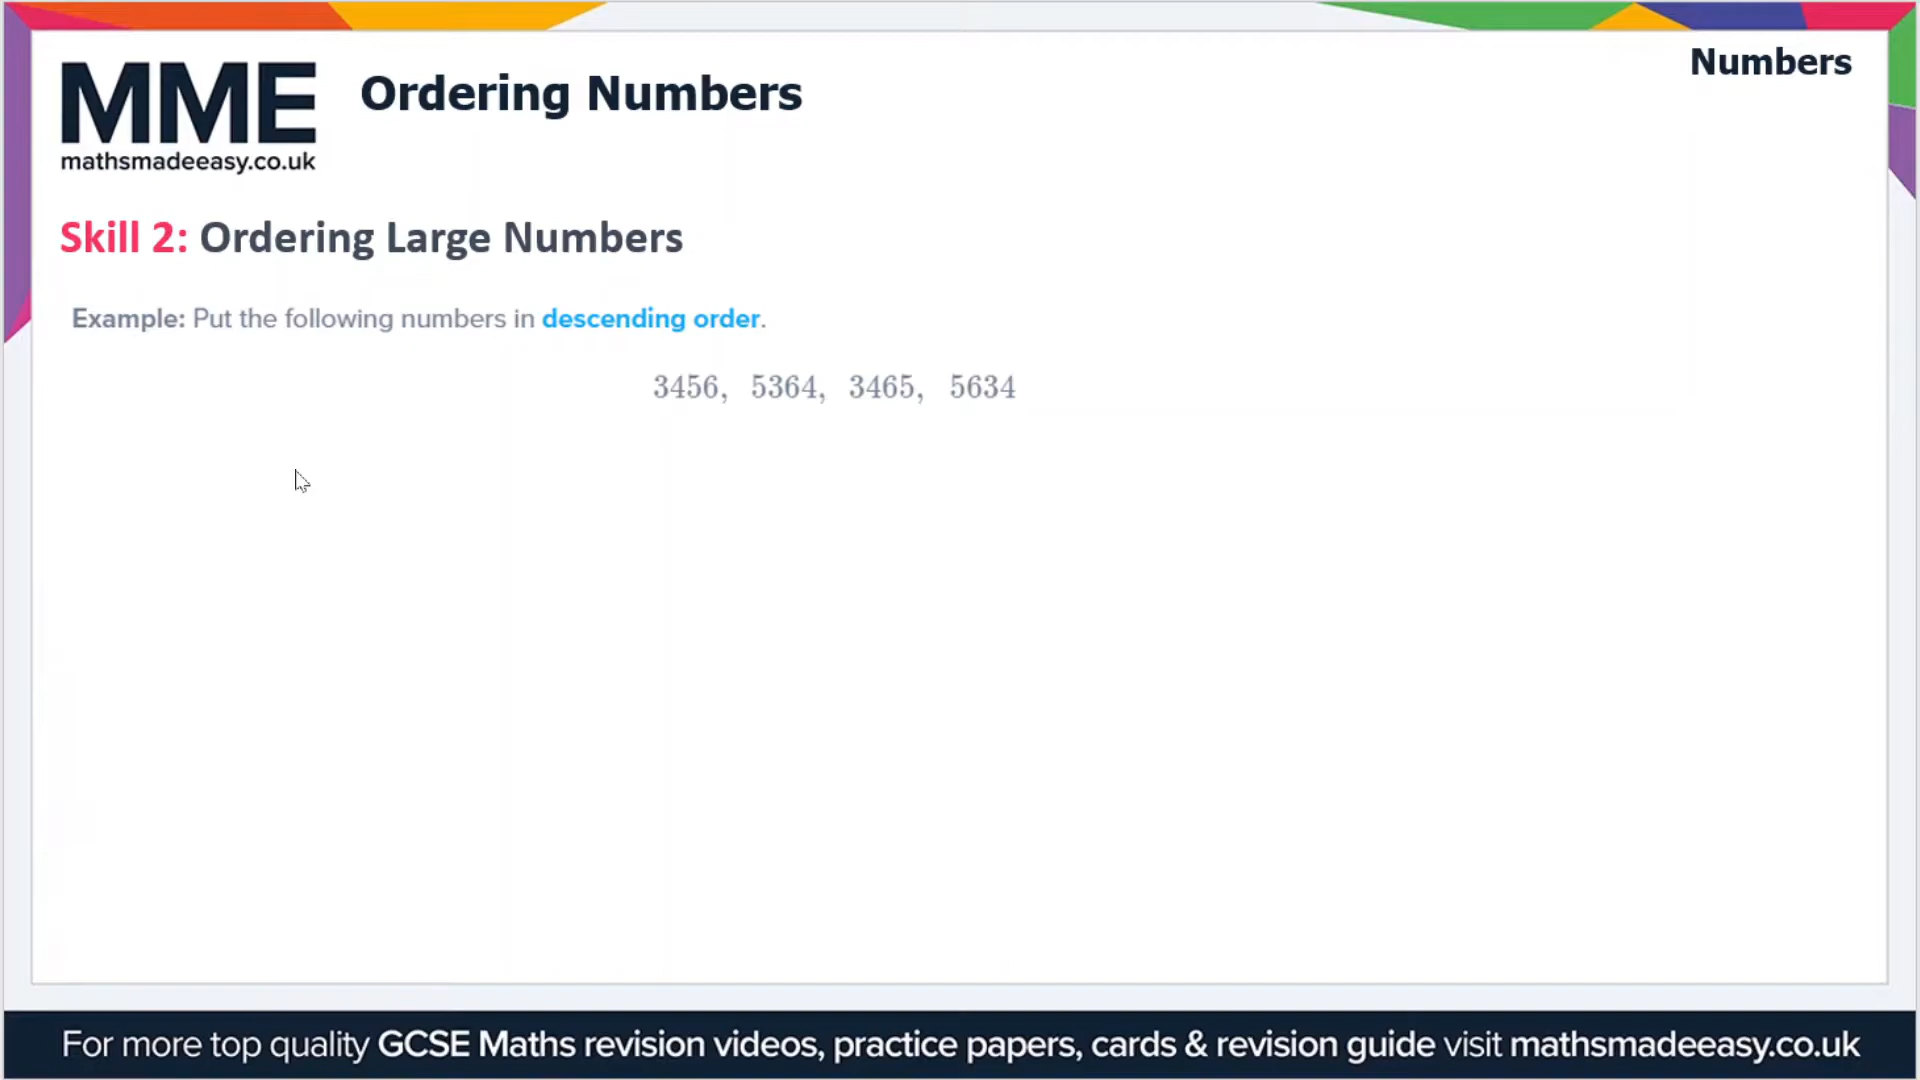 Numbers
MME
mathsmadeeasy.co.uk
Ordering Numbers
Skill 2: Ordering Large Numbers
Example: Put the following numbers in descending order.
3456, 5364, 3465, 5634
For more top quality GCSE Maths revision videos, practice papers, cards & revision guide visit mathsmadeeasy.co.uk